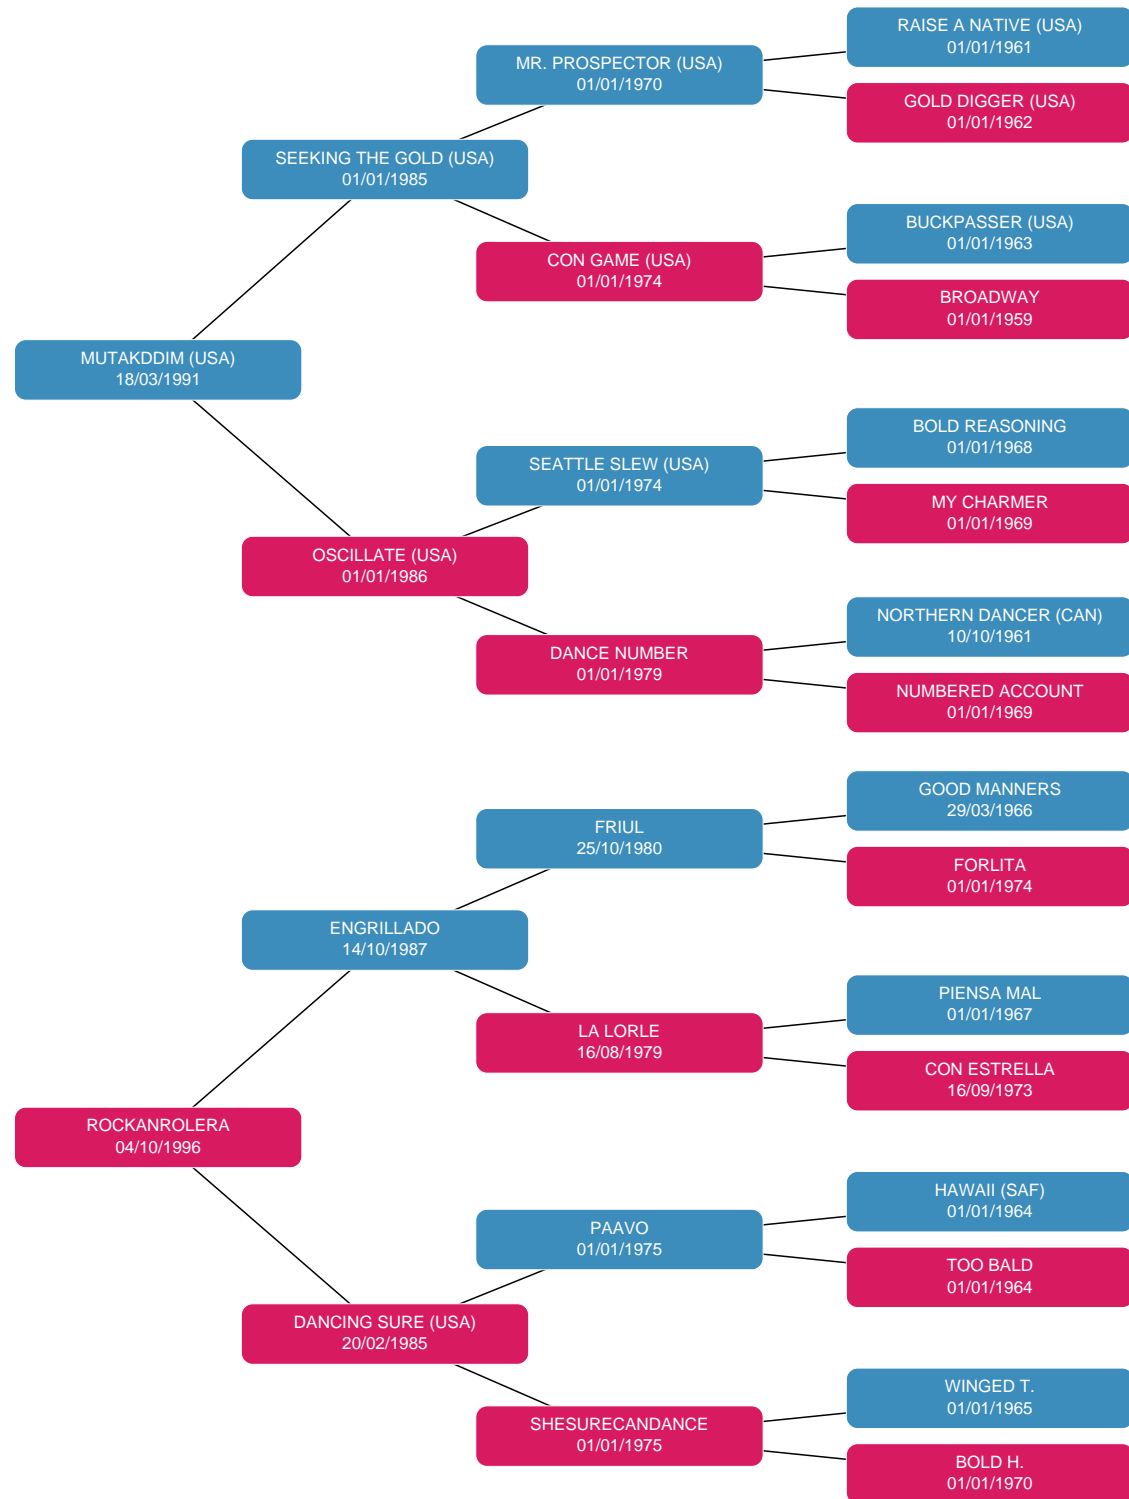 RAISE A NATIVE (USA)
01/01/1961
MR. PROSPECTOR (USA)
01/01/1970
GOLD DIGGER (USA)
01/01/1962
SEEKING THE GOLD (USA)
01/01/1985
BUCKPASSER (USA)
01/01/1963
CON GAME (USA)
01/01/1974
BROADWAY
01/01/1959
MUTAKDDIM (USA)
18/03/1991
BOLD REASONING
01/01/1968
SEATTLE SLEW (USA)
01/01/1974
MY CHARMER
01/01/1969
OSCILLATE (USA)
01/01/1986
NORTHERN DANCER (CAN)
10/10/1961
DANCE NUMBER
01/01/1979
NUMBERED ACCOUNT
01/01/1969
GOOD MANNERS
29/03/1966
FRIUL
25/10/1980
FORLITA
01/01/1974
ENGRILLADO
14/10/1987
PIENSA MAL
01/01/1967
LA LORLE
16/08/1979
CON ESTRELLA
16/09/1973
ROCKANROLERA
04/10/1996
HAWAII (SAF)
01/01/1964
PAAVO
01/01/1975
TOO BALD
01/01/1964
DANCING SURE (USA)
20/02/1985
WINGED T.
01/01/1965
SHESURECANDANCE
01/01/1975
BOLD H.
01/01/1970